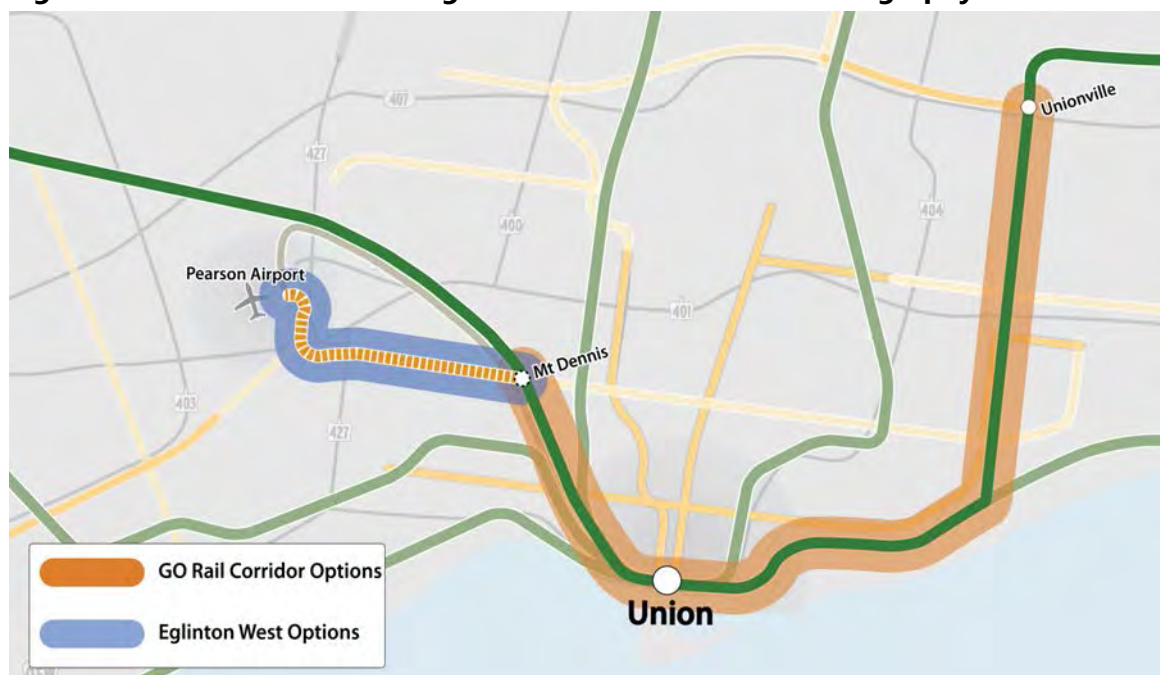 Unionville
407
427
404
400
Pearson Airport
401
Mt Dennis
403
427
GO Rail Corridor Options
Union
Eglinton West Options